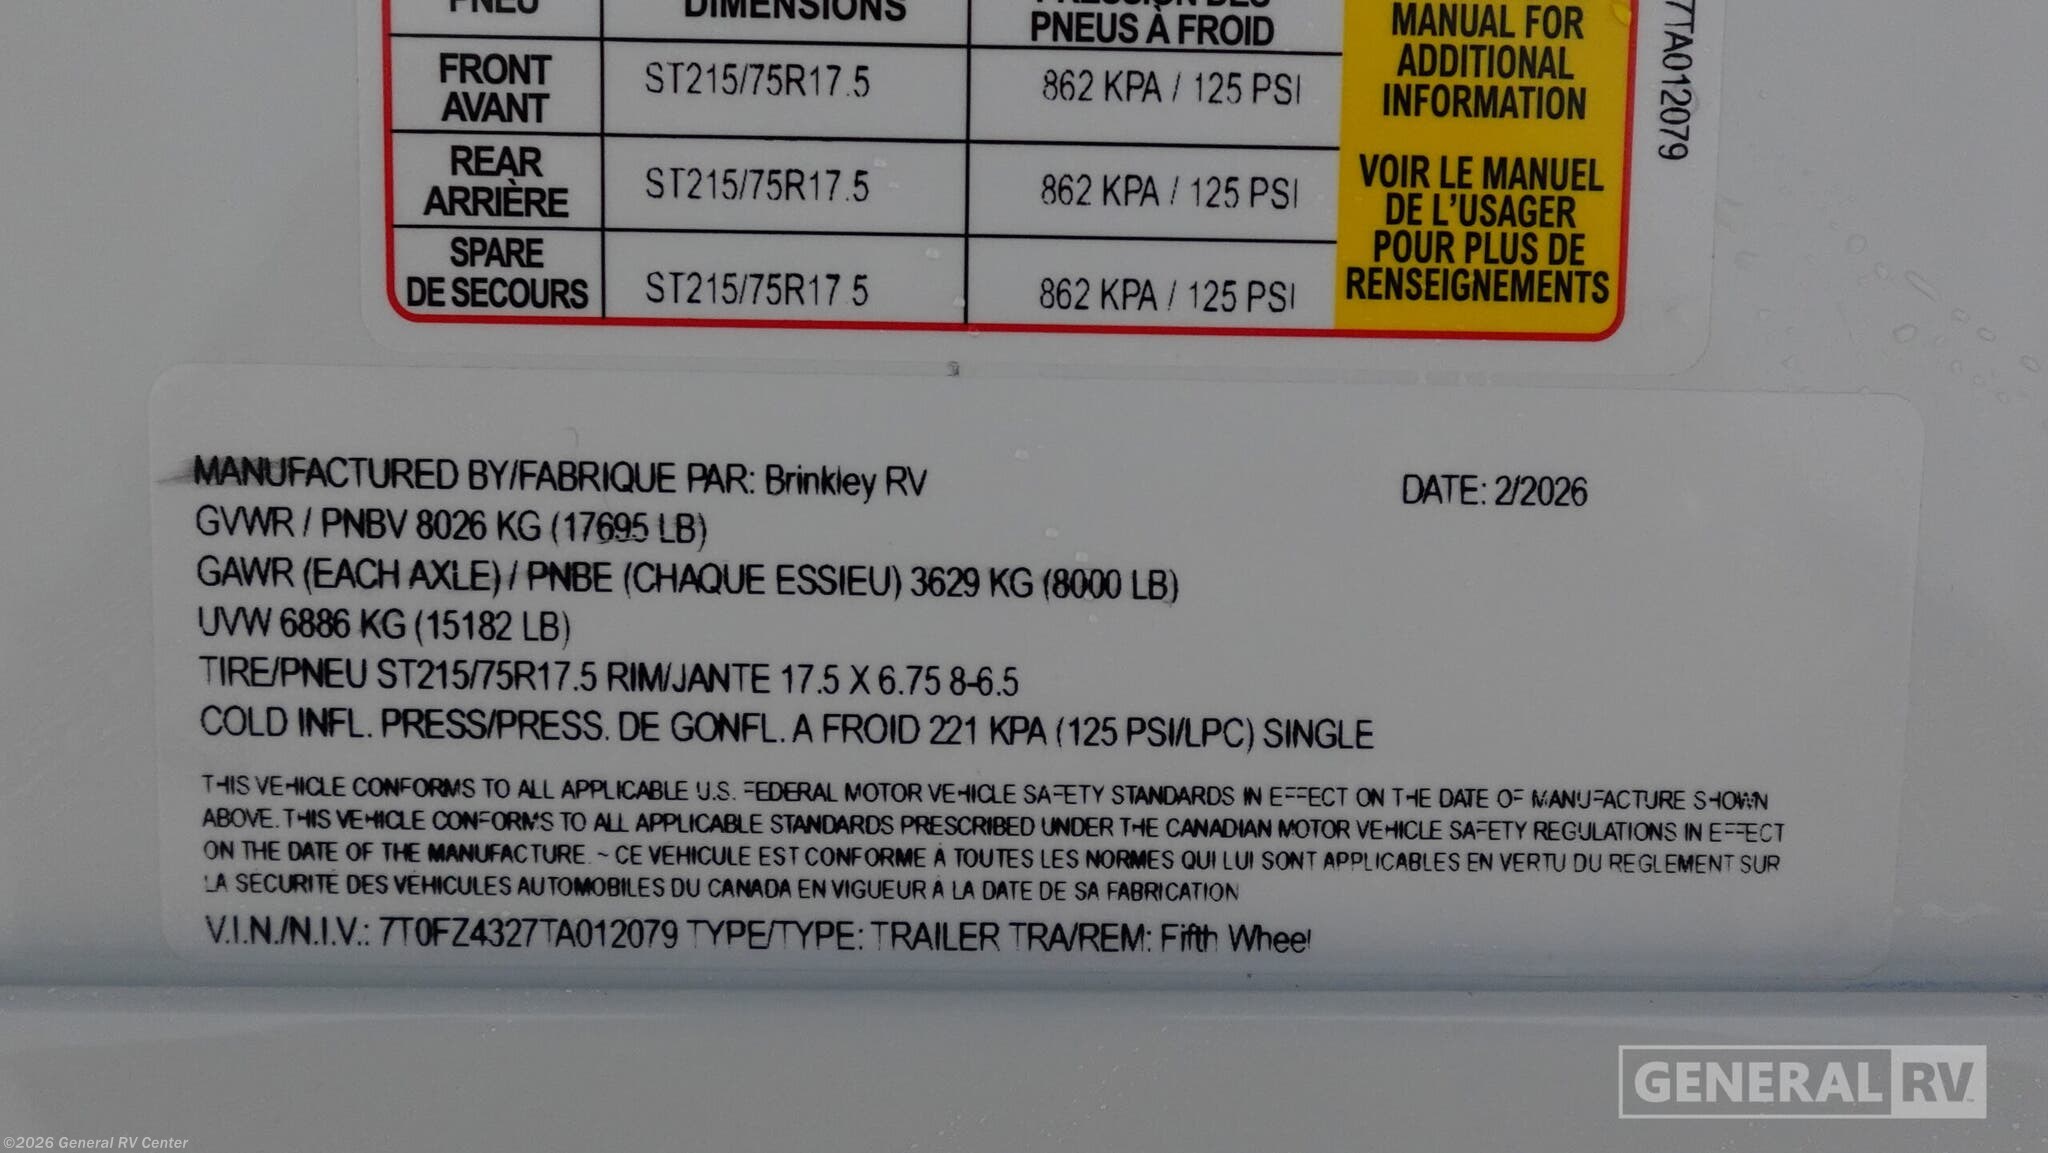 PNEU DIMENSIONS PRESSION DES
PNEUS À FROID
FRONT
AVANT
ST215/75R17.5
862 KPA / 125 PSI
REAR
ARRIÈRE
ST215/75R17.5
862 KPA / 125 PSI
SPARE
DE SECOURS
ST215/75R17.5
862 KPA / 125 PSI
MANUAL FOR
ADDITIONAL
INFORMATION
VOIR LE MANUEL
DE L'USAGER
POUR PLUS DE
RENSEIGNEMENTS
7TA012079
MANUFACTURED BY/FABRIQUE PAR: Brinkley RV
DATE: 2/2026
GVWR / PNBV 8026 KG (17695 LB)
GAWR (EACH AXLE) / PNBE (CHAQUE ESSIEU) 3629 KG (8000 LB)
UVW 6886 KG (15182 LB)
TIRE/PNEU ST215/75R17.5 RIM/JANTE 17.5 X 6.75 8-6.5
COLD INFL. PRESS/PRESS. DE GONFL. A FROID 221 KPA (125 PSI/LPC) SINGLE
THIS VEHICLE CONFORMS TO ALL APPLICABLE U.S. FEDERAL MOTOR VEHICLE SAFETY STANDARDS IN EFFECT ON THE DATE OF MANUFACTURE SHOWN
ABOVE. THIS VEHICLE CONFORMS TO ALL APPLICABLE STANDARDS PRESCRIBED UNDER THE CANADIAN MOTOR VEHICLE SAFETY REGULATIONS IN EFFECT
ON THE DATE OF THE MANUFACTURE. ~ CE VÉHICULE EST CONFORME À TOUTES LES NORMES QUI LUI SONT APPLICABLES EN VERTU DU RÈGLEMENT SUR
LA SÉCURITÉ DES VÉHICULES AUTOMOBILES DU CANADA EN VIGUEUR À LA DATE DE SA FABRICATION
V.I.N./N.I.V.: 7T0FZ4327TA012079 TYPE/TYPE: TRAILER TRA/REM: Fifth Wheel
GENERAL RV
©2026 General RV Center